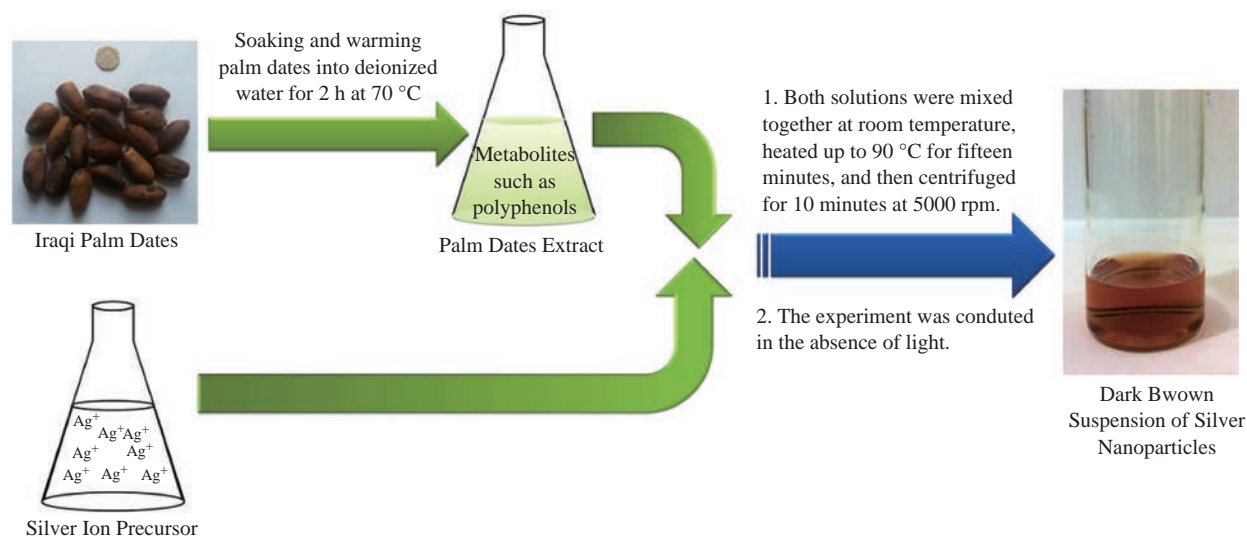 Soaking and warming
palm dates into deionized
water for 2 h at 70 °C
Iraqi Palm Dates
Metabolites
such as
polyphenols
Palm Dates Extract
Ag⁺
Ag⁺ Ag⁺
Ag⁺ Ag⁺
Ag⁺ Ag⁺ Ag⁺
Silver Ion Precursor
1. Both solutions were mixed
together at room temperature,
heated up to 90 °C for fifteen
minutes, and then centrifuged
for 10 minutes at 5000 rpm.
2. The experiment was conduted
in the absence of light.
Dark Bwown
Suspension of Silver
Nanoparticles